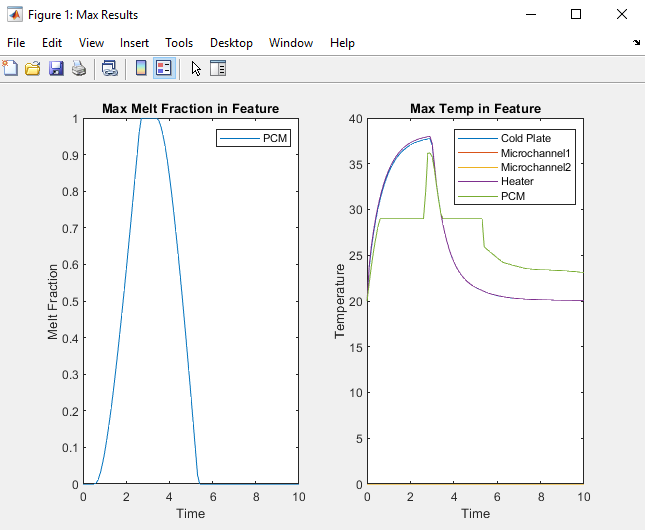 Figure 1: Max Results
File Edit View Insert Tools Desktop Window Help
Max Melt Fraction in Feature
1
0.9
0.8
0.7
0.6
0.5
0.4
0.3
0.2
0.1
0
Melt Fraction
PCM
0 2 4 6 8 10
Time
Max Temp in Feature
40
35
30
25
20
15
10
5
0
Temperature
Cold Plate
Microchannel1
Microchannel2
Heater
PCM
0 2 4 6 8 10
Time